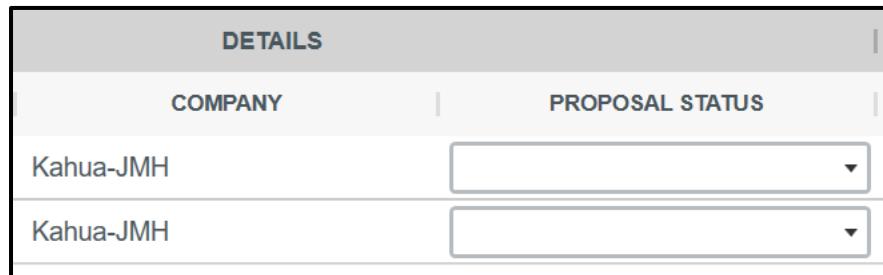 DETAILS
COMPANY PROPOSAL STATUS
Kahua-JMH
Kahua-JMH